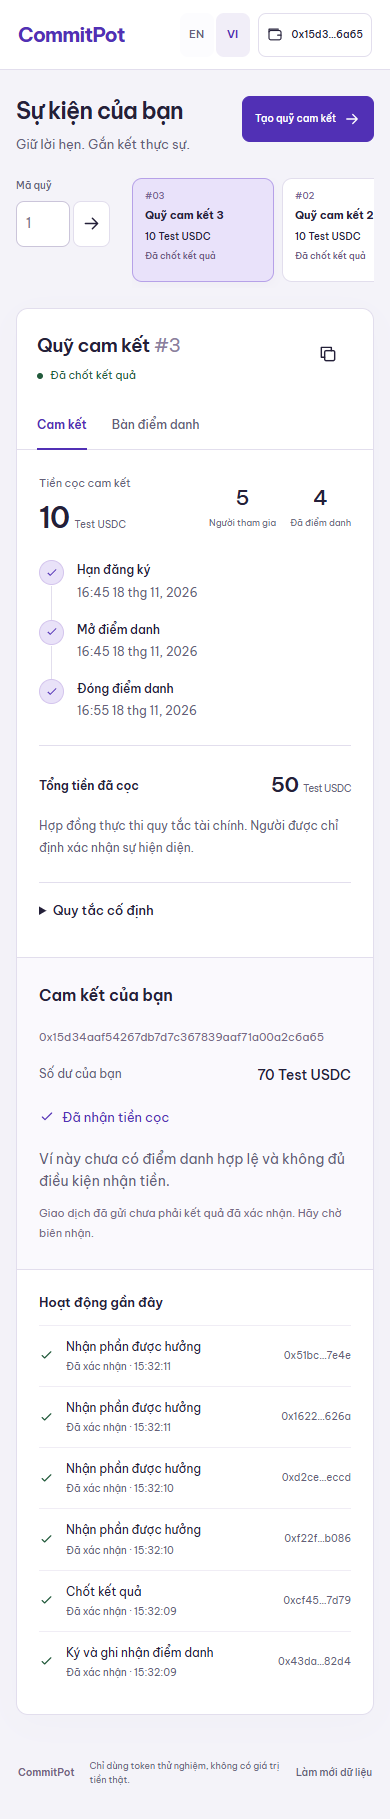 CommitPot
EN VI
0x15d3...6a65
Sự kiện của bạn
Giữ lời hẹn. Gắn kết thực sự.
Tạo quỹ cam kết →
Mã quỹ
1
→
#03
Quỹ cam kết 3
10 Test USDC
Đã chốt kết quả
#02
Quỹ cam kết 2
10 Test USDC
Đã chốt kết quả
Quỹ cam kết #3
Đã chốt kết quả
Cam kết
Bàn điểm danh
Tiền cọc cam kết
10 Test USDC
5
Người tham gia
4
Đã điểm danh
Hạn đăng ký
16:45 18 thg 11, 2026
Mở điểm danh
16:45 18 thg 11, 2026
Đóng điểm danh
16:55 18 thg 11, 2026
Tổng tiền đã cọc
50 Test USDC
Hợp đồng thực thi quy tắc tài chính. Người được chỉ
định xác nhận sự hiện diện.
▶ Quy tắc cố định
Cam kết của bạn
0x15d34aaf54267db7d7c367839aaf71a00a2c6a65
Số dư của bạn
70 Test USDC
Đã nhận tiền cọc
Ví này chưa có điểm danh hợp lệ và không đủ
điều kiện nhận tiền.
Giao dịch đã gửi chưa phải kết quả đã xác nhận. Hãy chờ
biên nhận.
Hoạt động gần đây
Nhận phần được hưởng
Đã xác nhận · 15:32:11
0x51bc...7e4e
Nhận phần được hưởng
Đã xác nhận · 15:32:11
0x1622...626a
Nhận phần được hưởng
Đã xác nhận · 15:32:10
0xd2ce...eccd
Nhận phần được hưởng
Đã xác nhận · 15:32:10
0xf22f...b086
Chốt kết quả
Đã xác nhận · 15:32:09
0xcf45...7d79
Ký và ghi nhận điểm danh
Đã xác nhận · 15:32:09
0x43da...82d4
CommitPot
Chỉ dùng token thử nghiệm, không có giá trị
tiền thật.
Làm mới dữ liệu